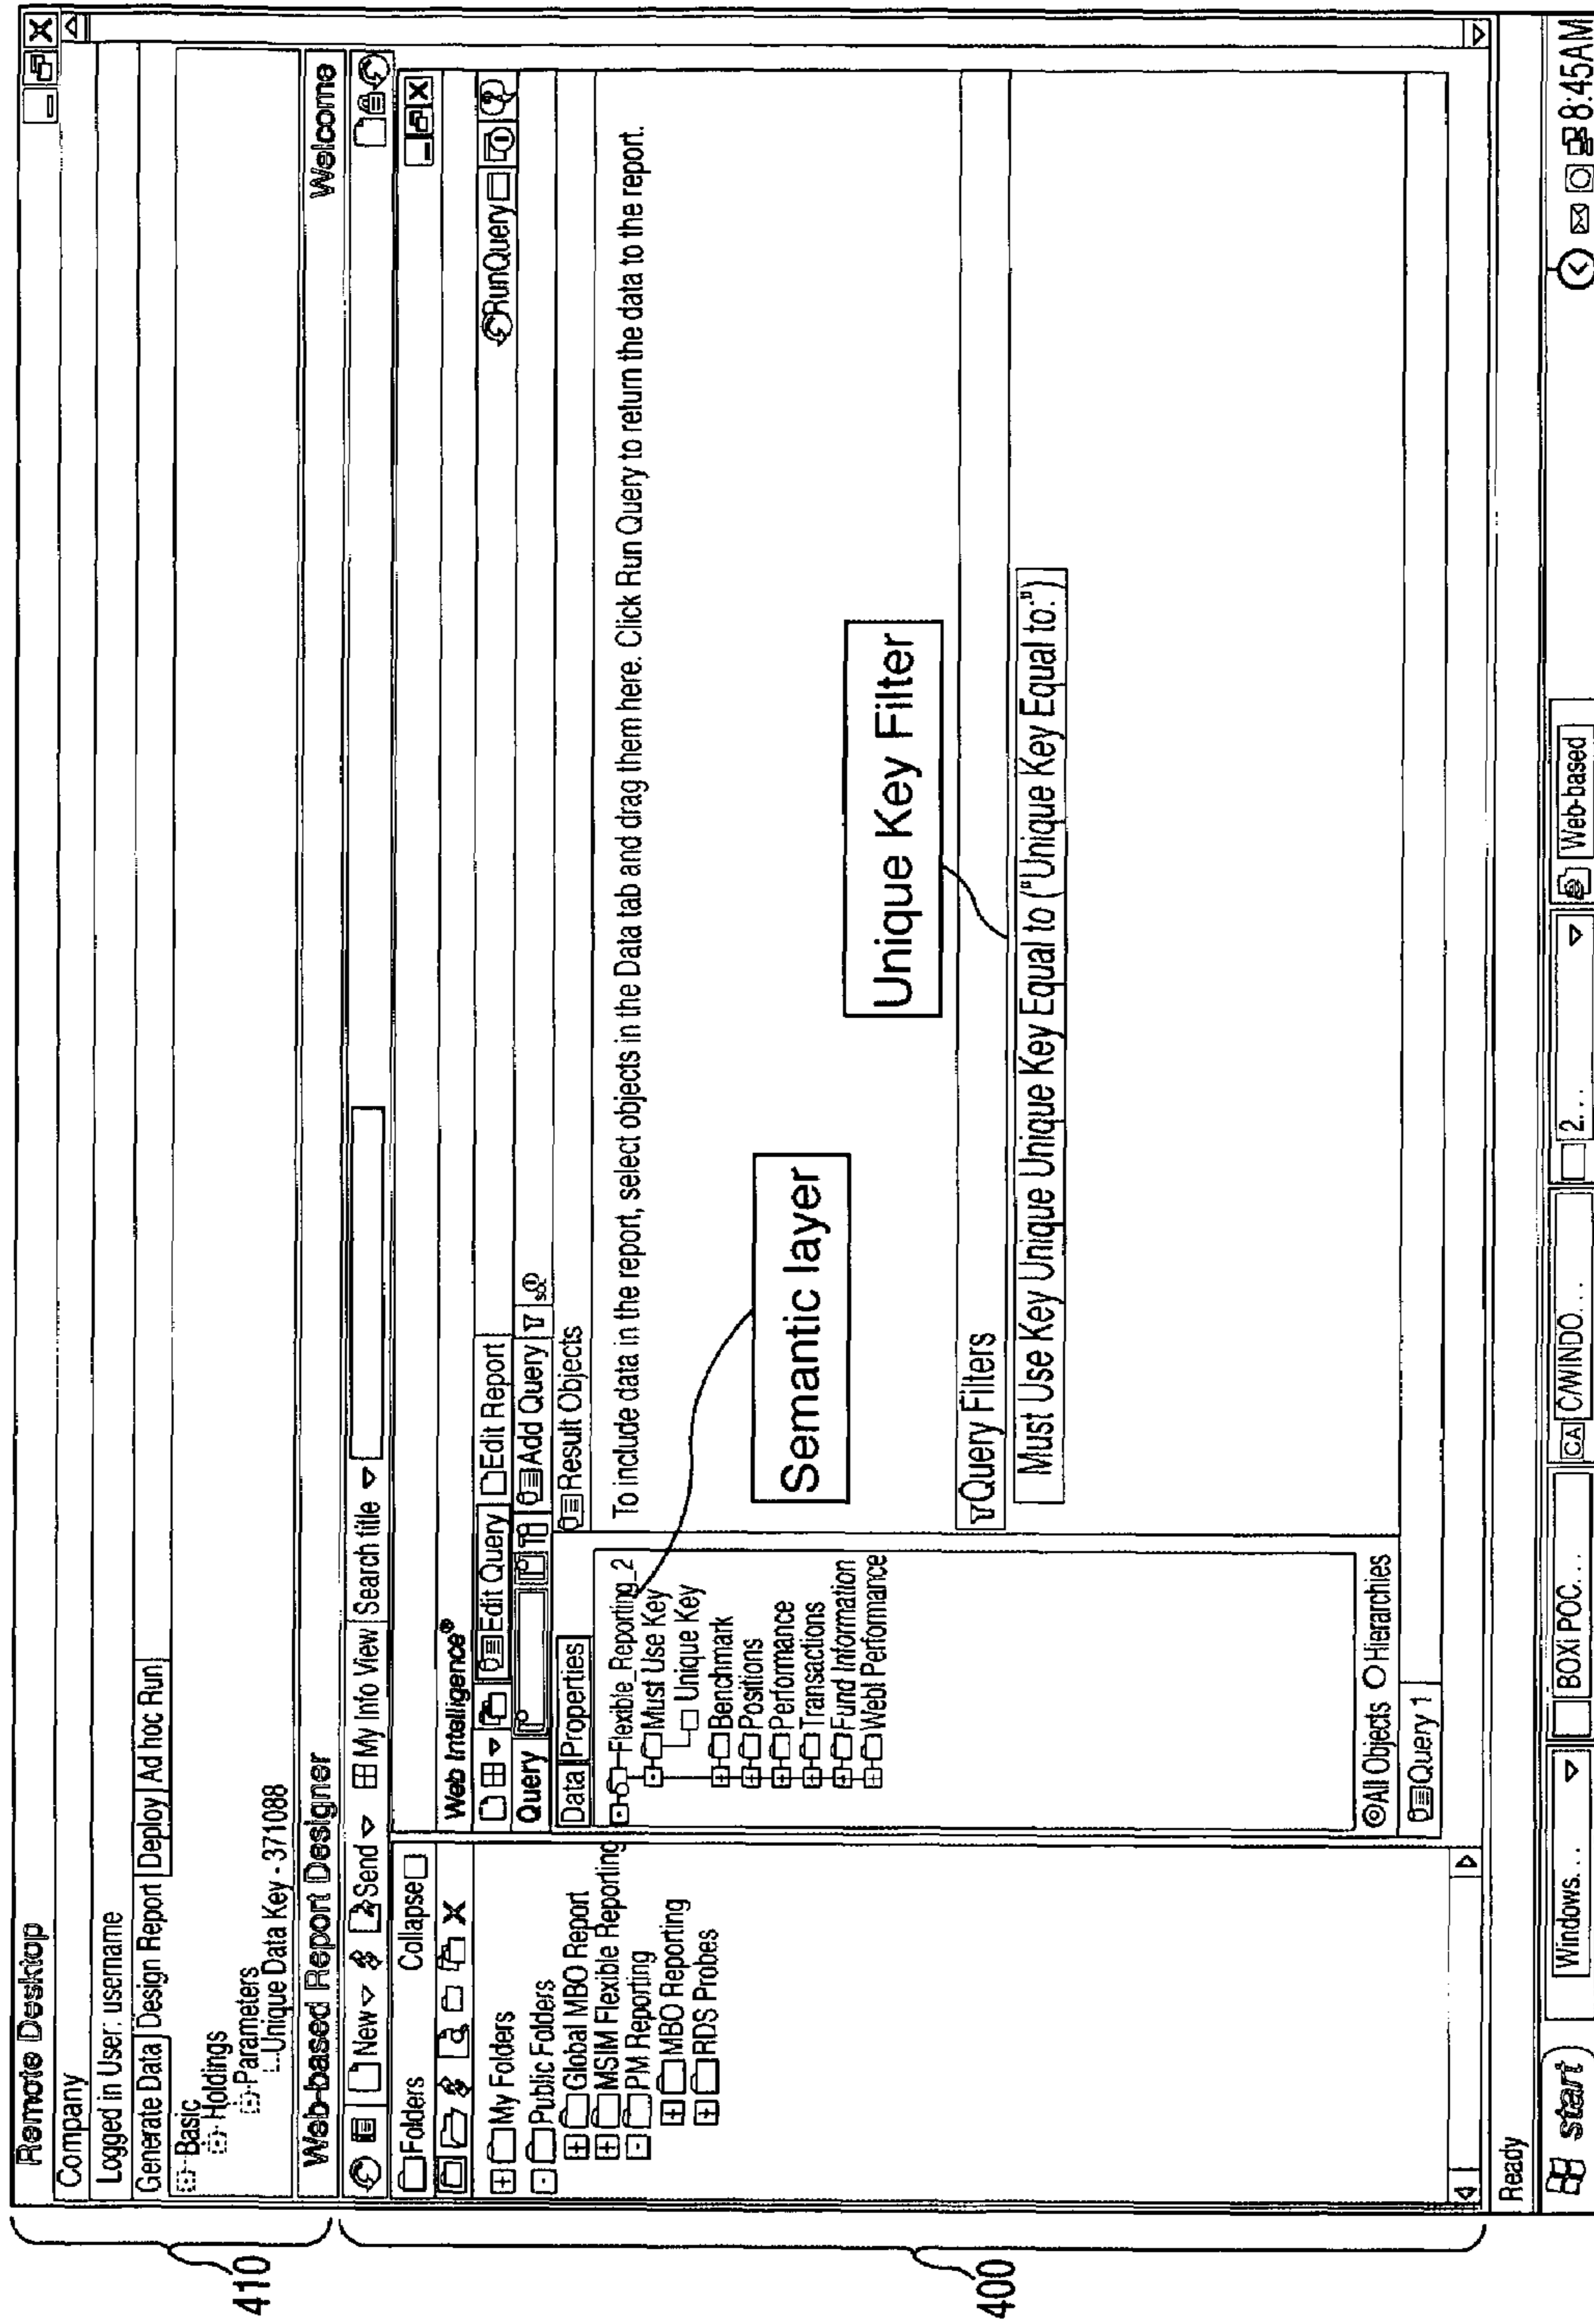 Remote Desktop
Company
Logged in User: username
Generate Data Design Report Deploy Ad hoc Run
Basic
Holdings
Parameters
Unique Data Key - 371088
Web-based Report Designer Welcome
New Send My Info View Search title
Folders Collapse
My Folders
Public Folders
Global MBO Report
MSIM Flexible Reporting
PM Reporting
MBO Reporting
RDS Probes
Web Intelligence®
Edit Query Edit Report RunQuery
Query Add Query SQL
Data Properties
Flexible_Reporting_2
Must Use Key
Unique Key
Benchmark
Positions
Performance
Transactions
Fund Information
WebI Performance
All Objects Hierarchies
Result Objects
To include data in the report, select objects in the Data tab and drag them here. Click Run Query to return the data to the report.
Semantic layer
Unique Key Filter
Query Filters
Must Use Key Unique Unique Key Equal to ("Unique Key Equal to:")
Query 1
Ready
start Windows... BOXI POC... CA C/WINDO... 2... Web-based 8:45AM
410
400